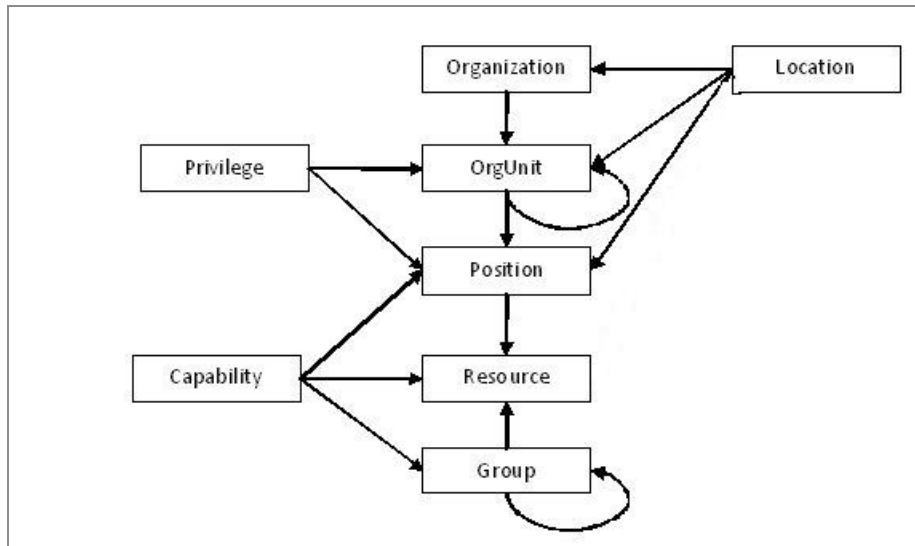 Organization
Location
Privilege
OrgUnit
Position
Capability
Resource
Group